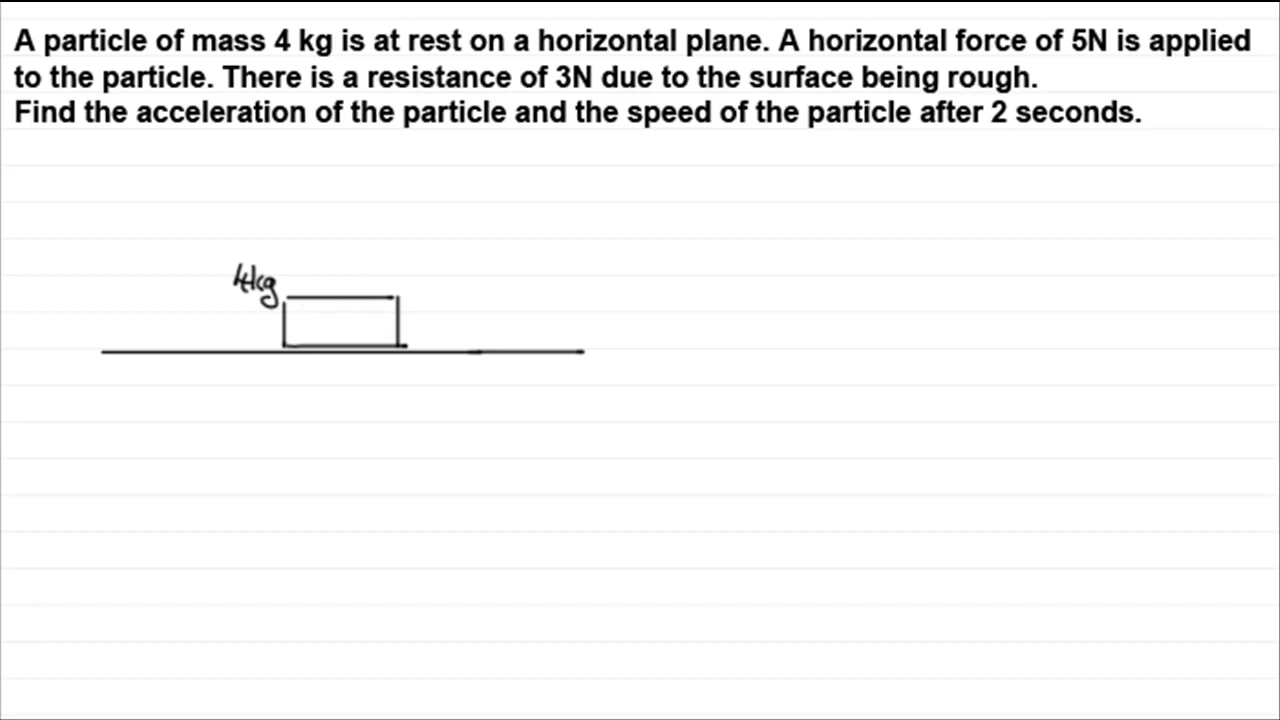 A particle of mass 4 kg is at rest on a horizontal plane. A horizontal force of 5N is applied
to the particle. There is a resistance of 3N due to the surface being rough.
Find the acceleration of the particle and the speed of the particle after 2 seconds.
4kg